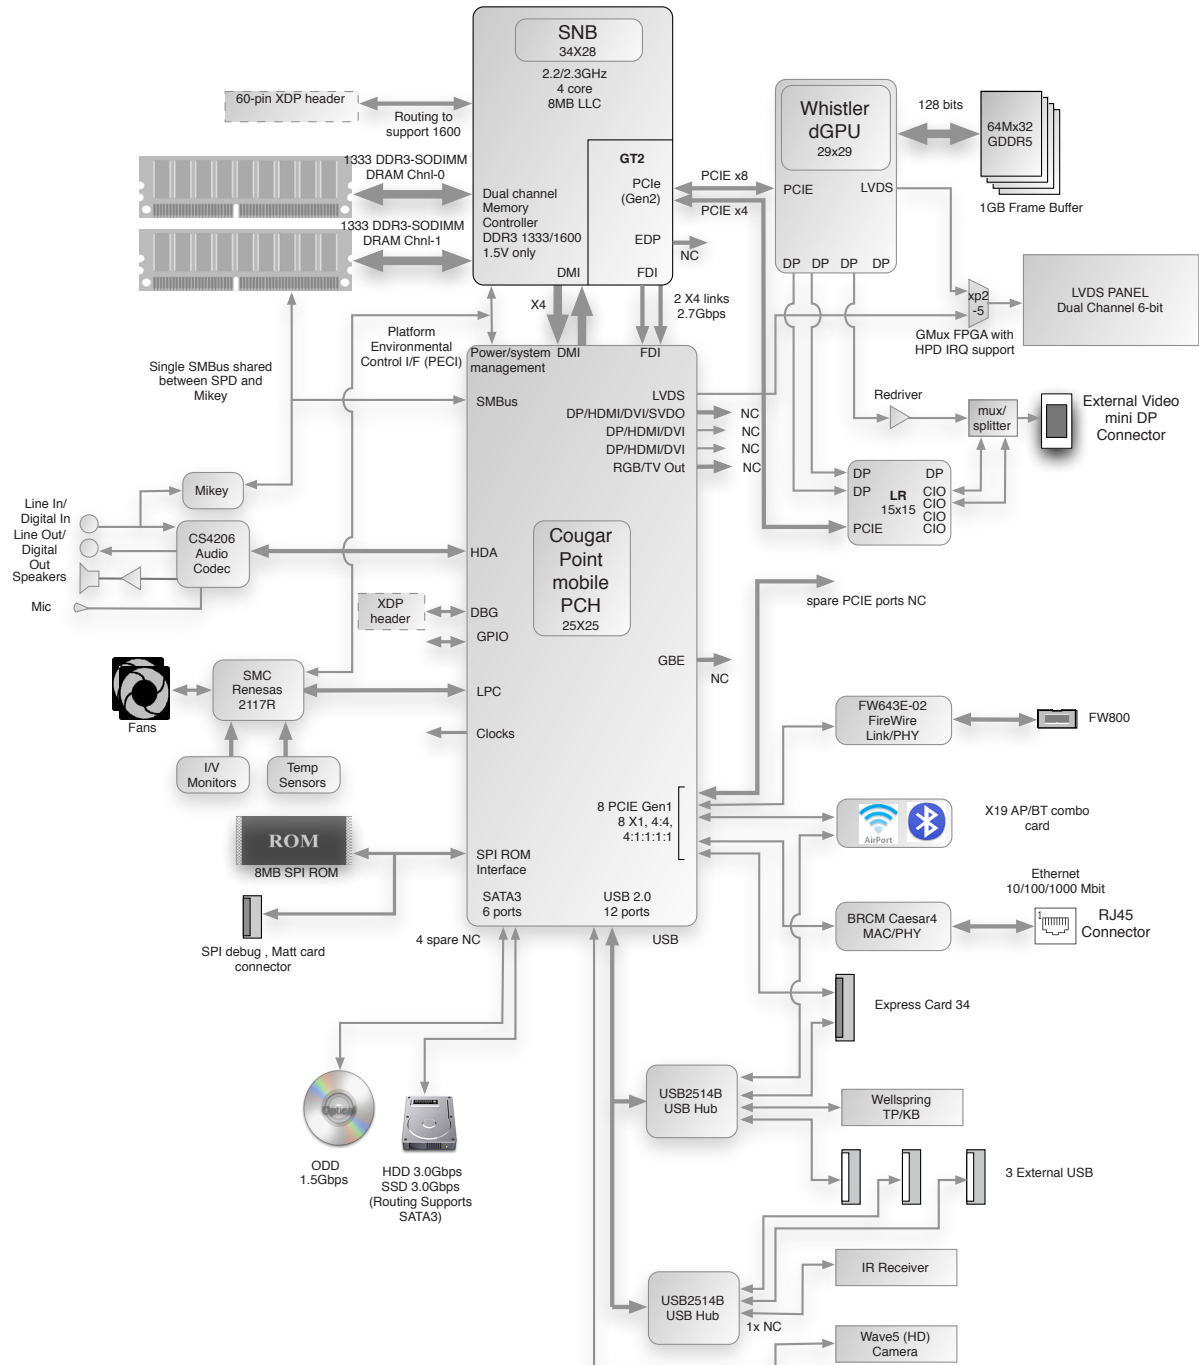 SNB
34X28
2.2/2.3GHz
4 core
8MB LLC
60-pin XDP header
Routing to
support 1600
1333 DDR3-SODIMM
DRAM Chnl-0
1333 DDR3-SODIMM
DRAM Chnl-1
Dual channel
Memory
Controller
DDR3 1333/1600
1.5V only
GT2
PCIe
(Gen2)
EDP
NC
DMI
FDI
PCIE x8
PCIE x4
Whistler
dGPU
29x29
PCIE
LVDS
DP
DP
DP
DP
128 bits
64Mx32
GDDR5
1GB Frame Buffer
X4
2 X4 links
2.7Gbps
xp2
-5
GMux FPGA with
HPD IRQ support
LVDS PANEL
Dual Channel 6-bit
Platform
Environmental
Control I/F (PECI)
Single SMBus shared
between SPD and
Mikey
Power/system
management
DMI
FDI
SMBus
LVDS
DP/HDMI/DVI/SVDO
NC
DP/HDMI/DVI
NC
DP/HDMI/DVI
NC
RGB/TV Out
NC
Redriver
mux/
splitter
External Video
mini DP
Connector
DP
DP
DP
CIO
CIO
CIO
CIO
LR
15x15
PCIE
Mikey
Line In/
Digital In
Line Out/
Digital
Out
Speakers
Mic
CS4206
Audio
Codec
HDA
Cougar
Point
mobile
PCH
25X25
XDP
header
DBG
GPIO
spare PCIE ports NC
GBE
NC
SMC
Renesas
2117R
Fans
LPC
Clocks
I/V
Monitors
Temp
Sensors
FW643E-02
FireWire
Link/PHY
FW800
8 PCIE Gen1
8 X1, 4:4,
4:1:1:1:1
AirPort
X19 AP/BT combo
card
ROM
8MB SPI ROM
SPI ROM
Interface
SPI debug , Matt card
connector
SATA3
6 ports
USB 2.0
12 ports
4 spare NC
USB
BRCM Caesar4
MAC/PHY
Ethernet
10/100/1000 Mbit
1
RJ45
Connector
Express Card 34
Optical
ODD
1.5Gbps
HDD 3.0Gbps
SSD 3.0Gbps
(Routing Supports
SATA3)
USB2514B
USB Hub
Wellspring
TP/KB
3 External USB
USB2514B
USB Hub
1x NC
IR Receiver
Wave5 (HD)
Camera